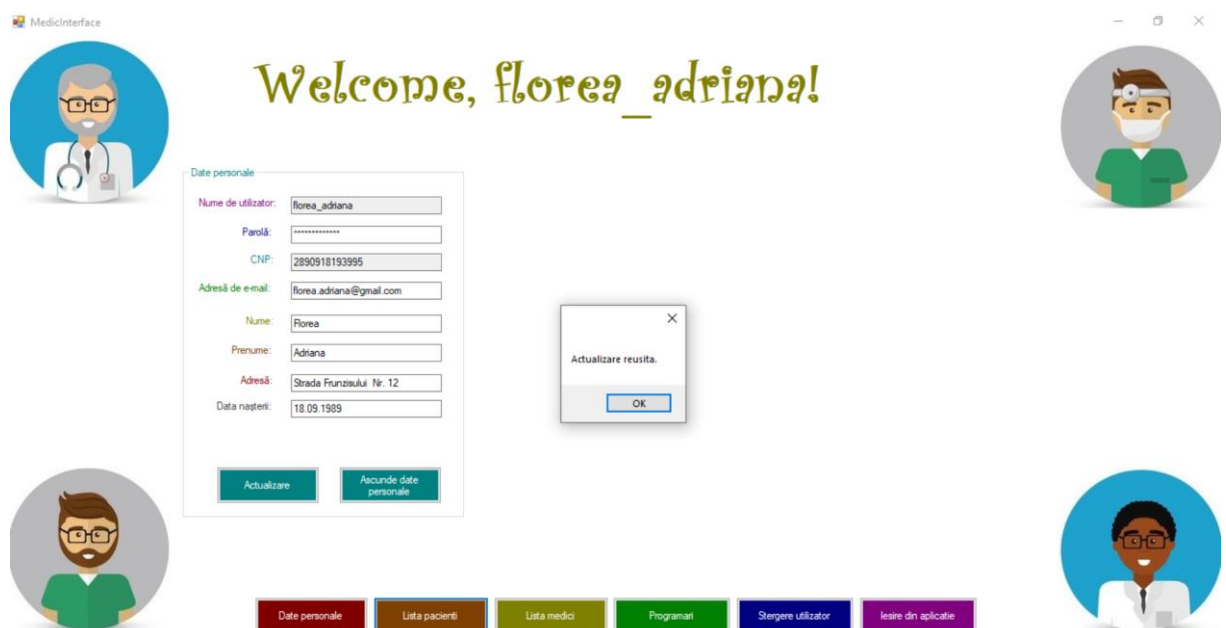 MedicInterface
Welcome, florea_adriana!
Date personale
Nume de utilizator: florea_adriana
Parolă: *************
CNP: 2890918193995
Adresă de e-mail: florea.adriana@gmail.com
Nume: Florea
Prenume: Adriana
Adresă: Strada Frunzisului Nr. 12
Data nașterii: 18.09.1989
Actualizare
Ascunde date
personale
Actualizare reusita.
OK
Date personale
Lista pacienti
Lista medici
Programari
Stergere utilizator
Iesire din aplicatie